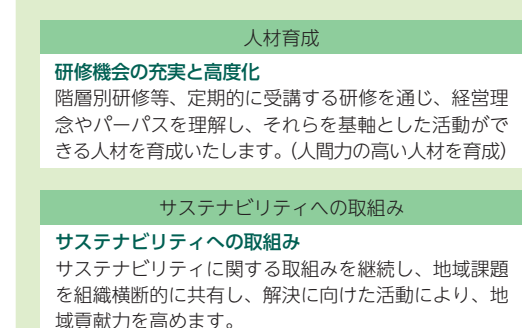 人材育成
研修機会の充実と高度化
階層別研修等、定期的に受講する研修を通じ、経営理
念やパーパスを理解し、それらを基軸とした活動がで
きる人材を育成いたします。(人間力の高い人材を育成)
サステナビリティへの取組み
サステナビリティへの取組み
サステナビリティに関する取組みを継続し、地域課題
を組織横断的に共有し、解決に向けた活動により、地
域貢献力を高めます。